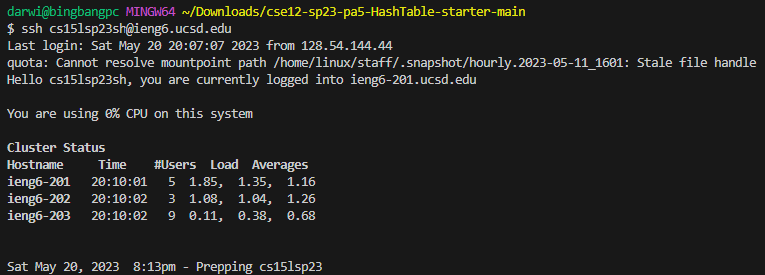 darwi@bingbangpc MINGW64 ~/Downloads/cse12-sp23-pa5-HashTable-starter-main
$ ssh cs15lsp23sh@ieng6.ucsd.edu
Last login: Sat May 20 20:07:07 2023 from 128.54.144.44
quota: Cannot resolve mountpoint path /home/linux/staff/.snapshot/hourly.2023-05-11_1601: Stale file handle
Hello cs15lsp23sh, you are currently logged into ieng6-201.ucsd.edu
You are using 0% CPU on this system
Cluster Status
Hostname     Time    #Users  Load  Averages
ieng6-201   20:10:01   5  1.85,  1.35,  1.16
ieng6-202   20:10:02   3  1.08,  1.04,  1.26
ieng6-203   20:10:02   9  0.11,  0.38,  0.68
Sat May 20, 2023  8:13pm - Prepping cs15lsp23